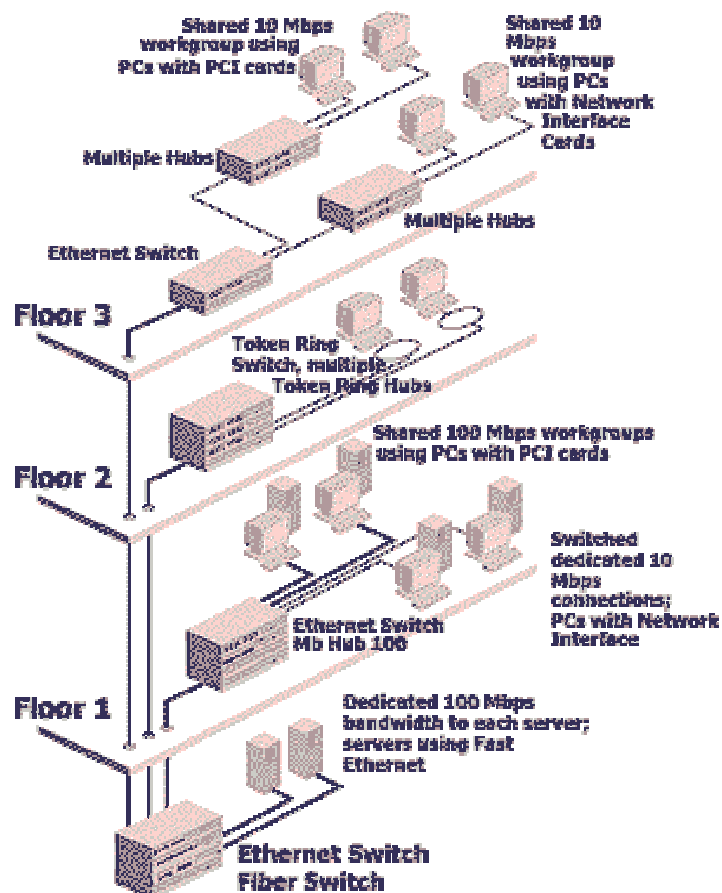 Shared 10 Mbps
workgroup using
PCs with PCI cards
Shared 10
Mbps
workgroup
using PCs
with Network
Interface
Cards
Multiple Hubs
Multiple Hubs
Ethernet Switch
Floor 3
Token Ring
Switch, multiple
Token Ring Hubs
Shared 100 Mbps workgroups
using PCs with PCI cards
Floor 2
Switched
dedicated 10
Mbps
connections;
PCs with Network
Interface
Ethernet Switch
Mb Hub 100
Floor 1
Dedicated 100 Mbps
bandwidth to each server;
servers using Fast
Ethernet
Ethernet Switch
Fiber Switch